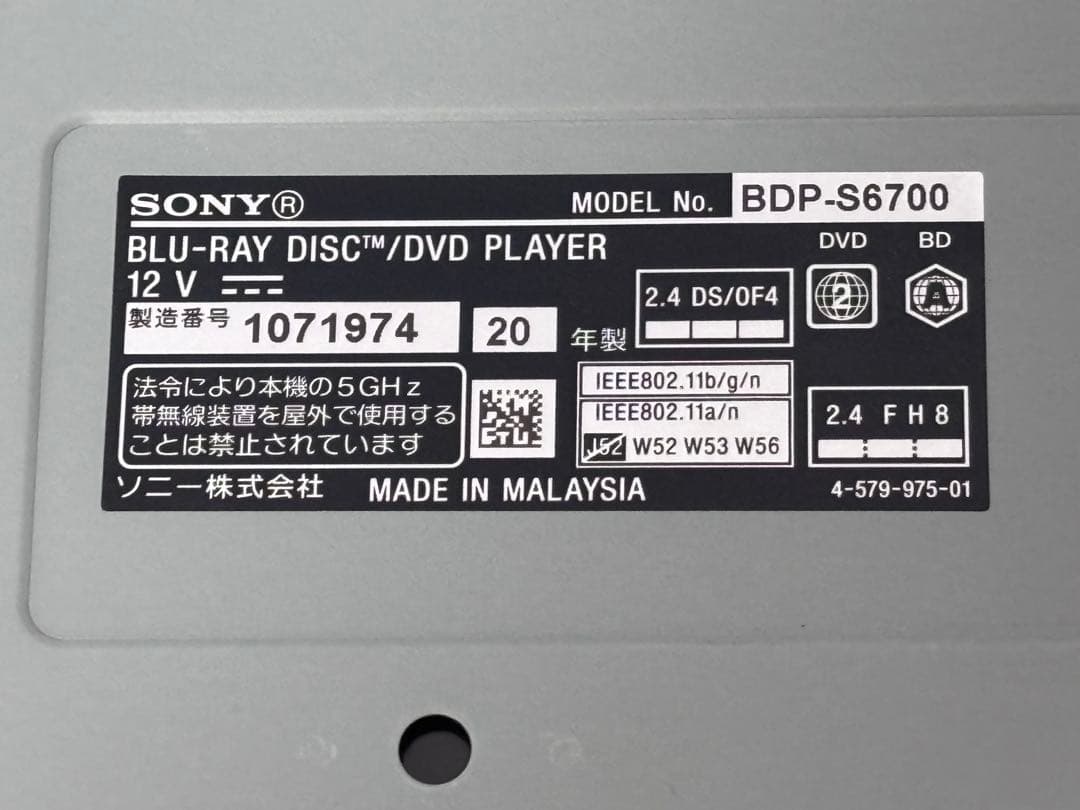 SONY®
MODEL No. BDP-S6700
BLU-RAY DISC™/DVD PLAYER
DVD BD
12 V
2.4 DS/OF4
2 A
製造番号 1071974 20 年製
IEEE802.11b/g/n
法令により本機の5GHz
帯無線装置を屋外で使用する
ことは禁止されています
IEEE802.11a/n
J52 W52 W53 W56
2.4 FH8
ソニー株式会社 MADE IN MALAYSIA 4-579-975-01